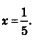 x = 1/5.